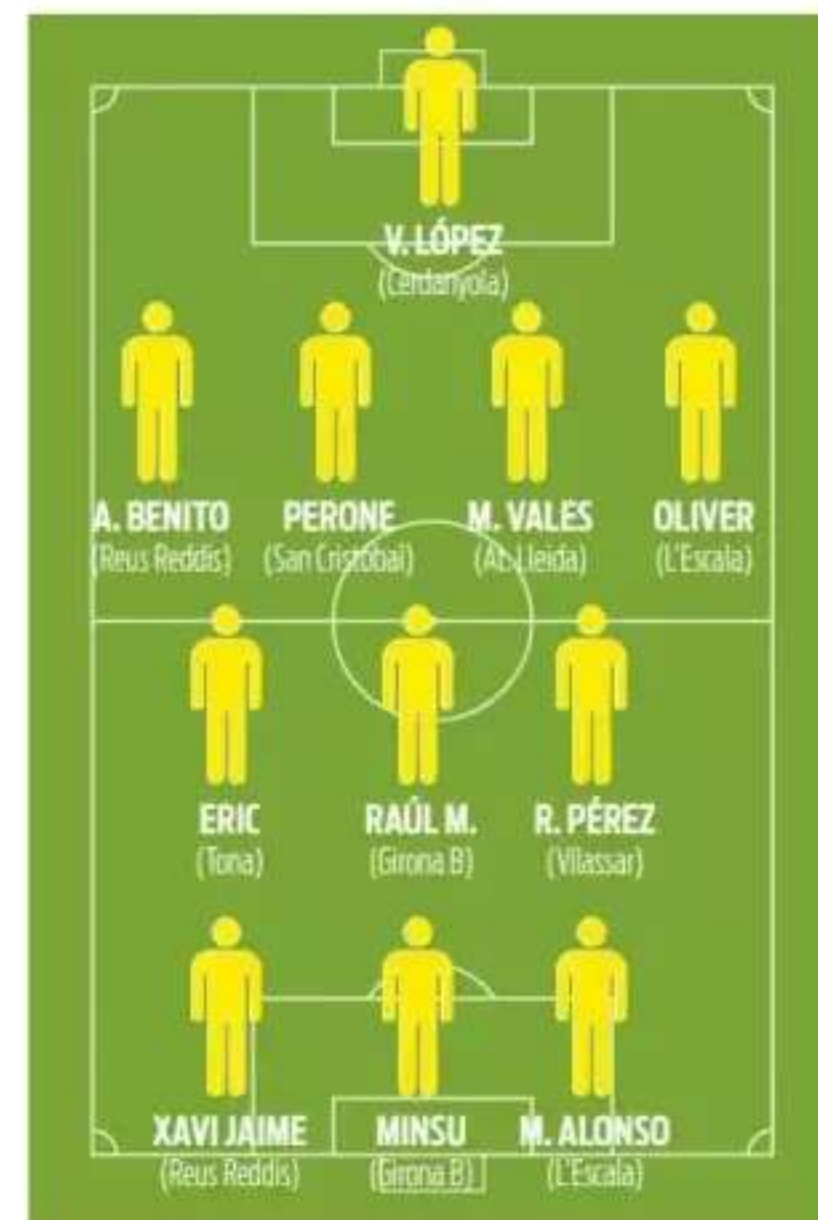 V. LÓPEZ
(Cerdanyola)
A. BENITO PERONE M. VALES OLIVER
(Reus Reddis) (San Cristobal) (At. Lleida) (L'Escala)
ERIC RAÚL M. R. PÉREZ
(Tona) (Girona B) (Vilassar)
XAVI JAIME MINSU M. ALONSO
(Reus Reddis) (Girona B) (L'Escala)